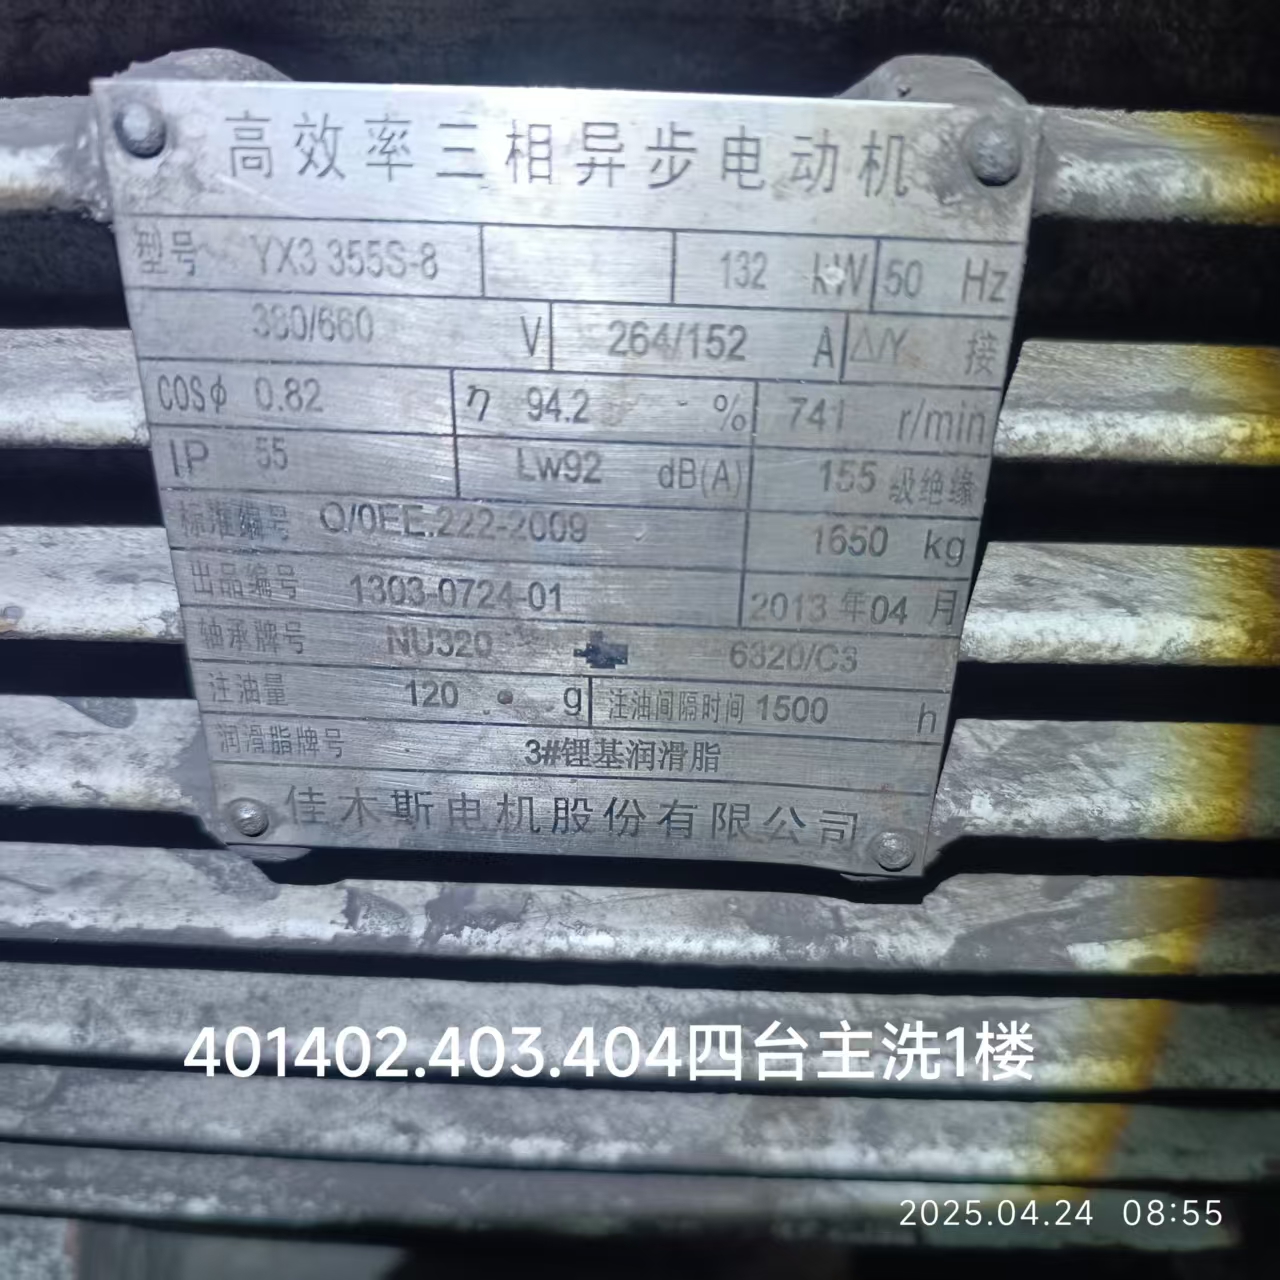 高效率三相异步电动机
型号 YX3 355S-8 132 kW 50 Hz
380/660 V 264/152 A △/Y 接
COSφ 0.82 η 94.2 % 741 r/min
IP 55 Lw92 dB(A) 155 级绝缘
标准编号 O/0EE.222-2009 1650 kg
出品编号 1303-0724-01 2013 年 04 月
轴承牌号 NU320 6320/C3
注油量 120 g 注油间隔时间 1500 h
润滑脂牌号 3#锂基润滑脂
佳木斯电机股份有限公司
401402.403.404四台主洗1楼
2025.04.24 08:55